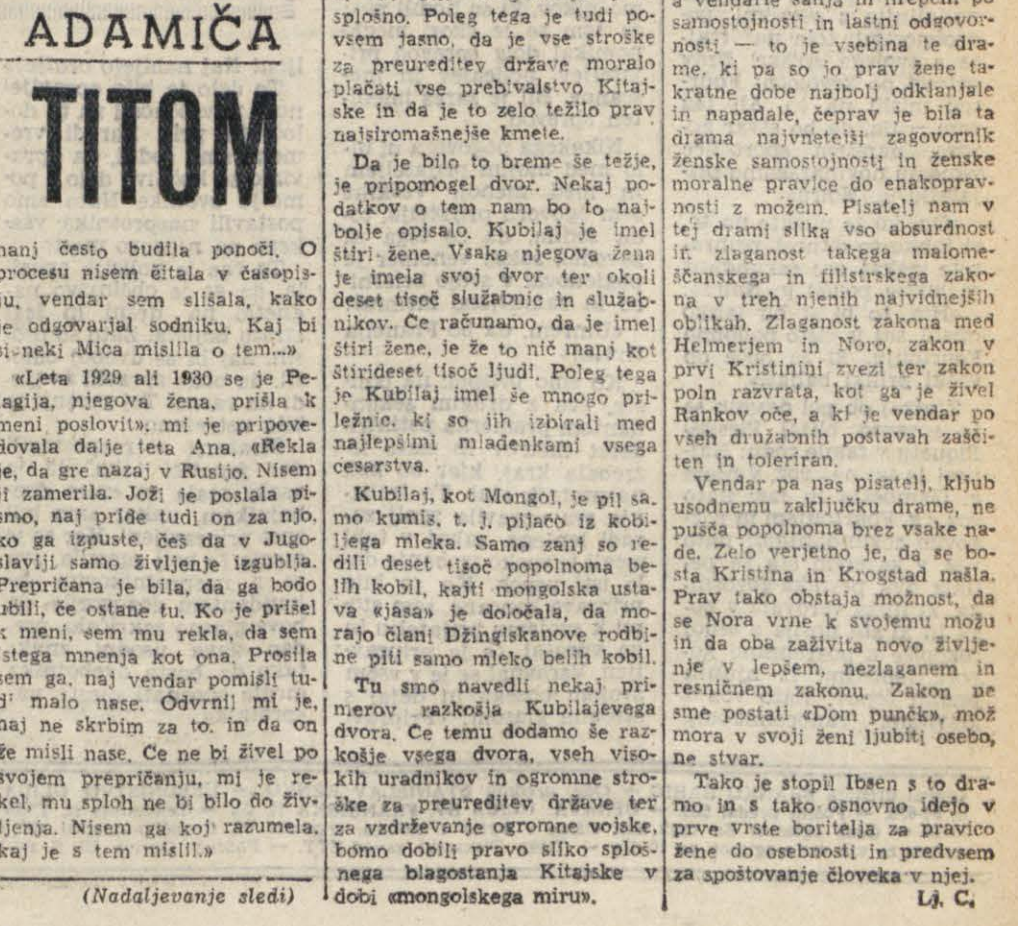 ADAMIČA
TITOM
manj često budila ponoči. O
procesu nisem čitala v časopis-
ju, vendar sem slišala, kako
je odgovarjal sodniku. Kaj bi
si neki Mica mislila o tem...»
«Leta 1929 ali 1930 se je Pe-
lagija, njegova žena, prišla k
meni poslovit», mi je pripove-
dovala dalje teta Ana. «Rekla
je, da gre nazaj v Rusijo. Nisem
ji zamerila. Joži je poslala pi-
smo, naj pride tudi on za njo,
ko ga izpuste, češ da v Jugo-
slaviji samo življenje izgublja.
Prepričana je bila, da ga bodo
ubili, če ostane tu. Ko je prišel
k meni, sem mu rekla, da sem
istega mnenja kot ona. Prosila
sem ga, naj vendar pomisli tu-
di malo nase. Odvrnil mi je,
naj ne skrbim za to, in da on
že misli nase. Če ne bi živel po
svojem prepričanju, mi je re-
kel, mu sploh ne bi bilo do živ-
ljenja. Nisem ga koj razumela,
kaj je s tem mislil.»
(Nadaljevanje sledi)
splošno. Poleg tega je tudi po-
vsem jasno, da je vse stroške
za preureditev države moralo
plačati vse prebivalstvo Kitaj-
ske in da je to zelo težilo prav
najsiromašnejše kmete.
Da je bilo to breme še težje,
je pripomogel dvor. Nekaj po-
datkov o tem nam bo to naj-
bolje opisalo. Kubilaj je imel
štiri žene. Vsaka njegova žena
je imela svoj dvor ter okoli
deset tisoč služabnic in služab-
nikov. Če računamo, da je imel
štiri žene, je že to nič manj kot
štirideset tisoč ljudi. Poleg tega
je Kubilaj imel še mnogo pri-
ležnic, ki so jih izbirali med
najlepšimi mladenkami vsega
cesarstva.
Kubilaj, kot Mongol, je pil sa.
mo kumis, t. j. pijačo iz kobi-
ljega mleka. Samo zanj so re-
dili deset tisoč popolnoma be-
lih kobil, kajti mongolska usta-
va «jasa» je določala, da mo-
rajo člani Džingiskanove rodbi-
ne piti samo mleko belih kobil.
Tu smo navedli nekaj pri-
merov razkošja Kubilajevega
dvora. Če temu dodamo še raz-
košje vsega dvora, vseh viso-
kih uradnikov in ogromne stro-
ške za preureditev države ter
za vzdrževanje ogromne vojske,
bomo dobili pravo sliko sploš-
nega blagostanja Kitajske v
dobi «mongolskega miru».
samostojnosti in lastni odgovor-
nosti — to je vsebina te dra-
me, ki pa so jo prav žene ta-
kratne dobe najbolj odklanjale
in napadale, čeprav je bila ta
drama najvnetejši zagovornik
ženske samostojnosti in ženske
moralne pravice do enakoprav-
nosti z možem. Pisatelj nam v
tej drami slika vso absurdnost
in zlaganost takega malome-
ščanskega in filistrskega zako-
na v treh njenih najvidnejših
oblikah. Zlaganost zakona med
Helmerjem in Noro, zakon v
prvi Kristinini zvezi ter zakon
poln razvrata, kot ga je živel
Rankov oče, a ki je vendar po
vseh družabnih postavah zašči-
ten in toleriran.
Vendar pa nas pisatelj, kljub
usodnemu zaključku drame, ne
pušča popolnoma brez vsake na-
de. Zelo verjetno je, da se bo-
sta Kristina in Krogstad našla.
Prav tako obstaja možnost, da
se Nora vrne k svojemu možu
in da oba zaživita novo življe-
nje v lepšem, nezlaganem in
resničnem zakonu. Zakon ne
sme postati «Dom punčk», mož
mora v svoji ženi ljubiti osebo,
ne stvar.
Tako je stopil Ibsen s to dra-
mo in s tako osnovno idejo v
prve vrste boritelja za pravico
žene do osebnosti in predvsem
za spoštovanje človeka v njej.
Lj. C.